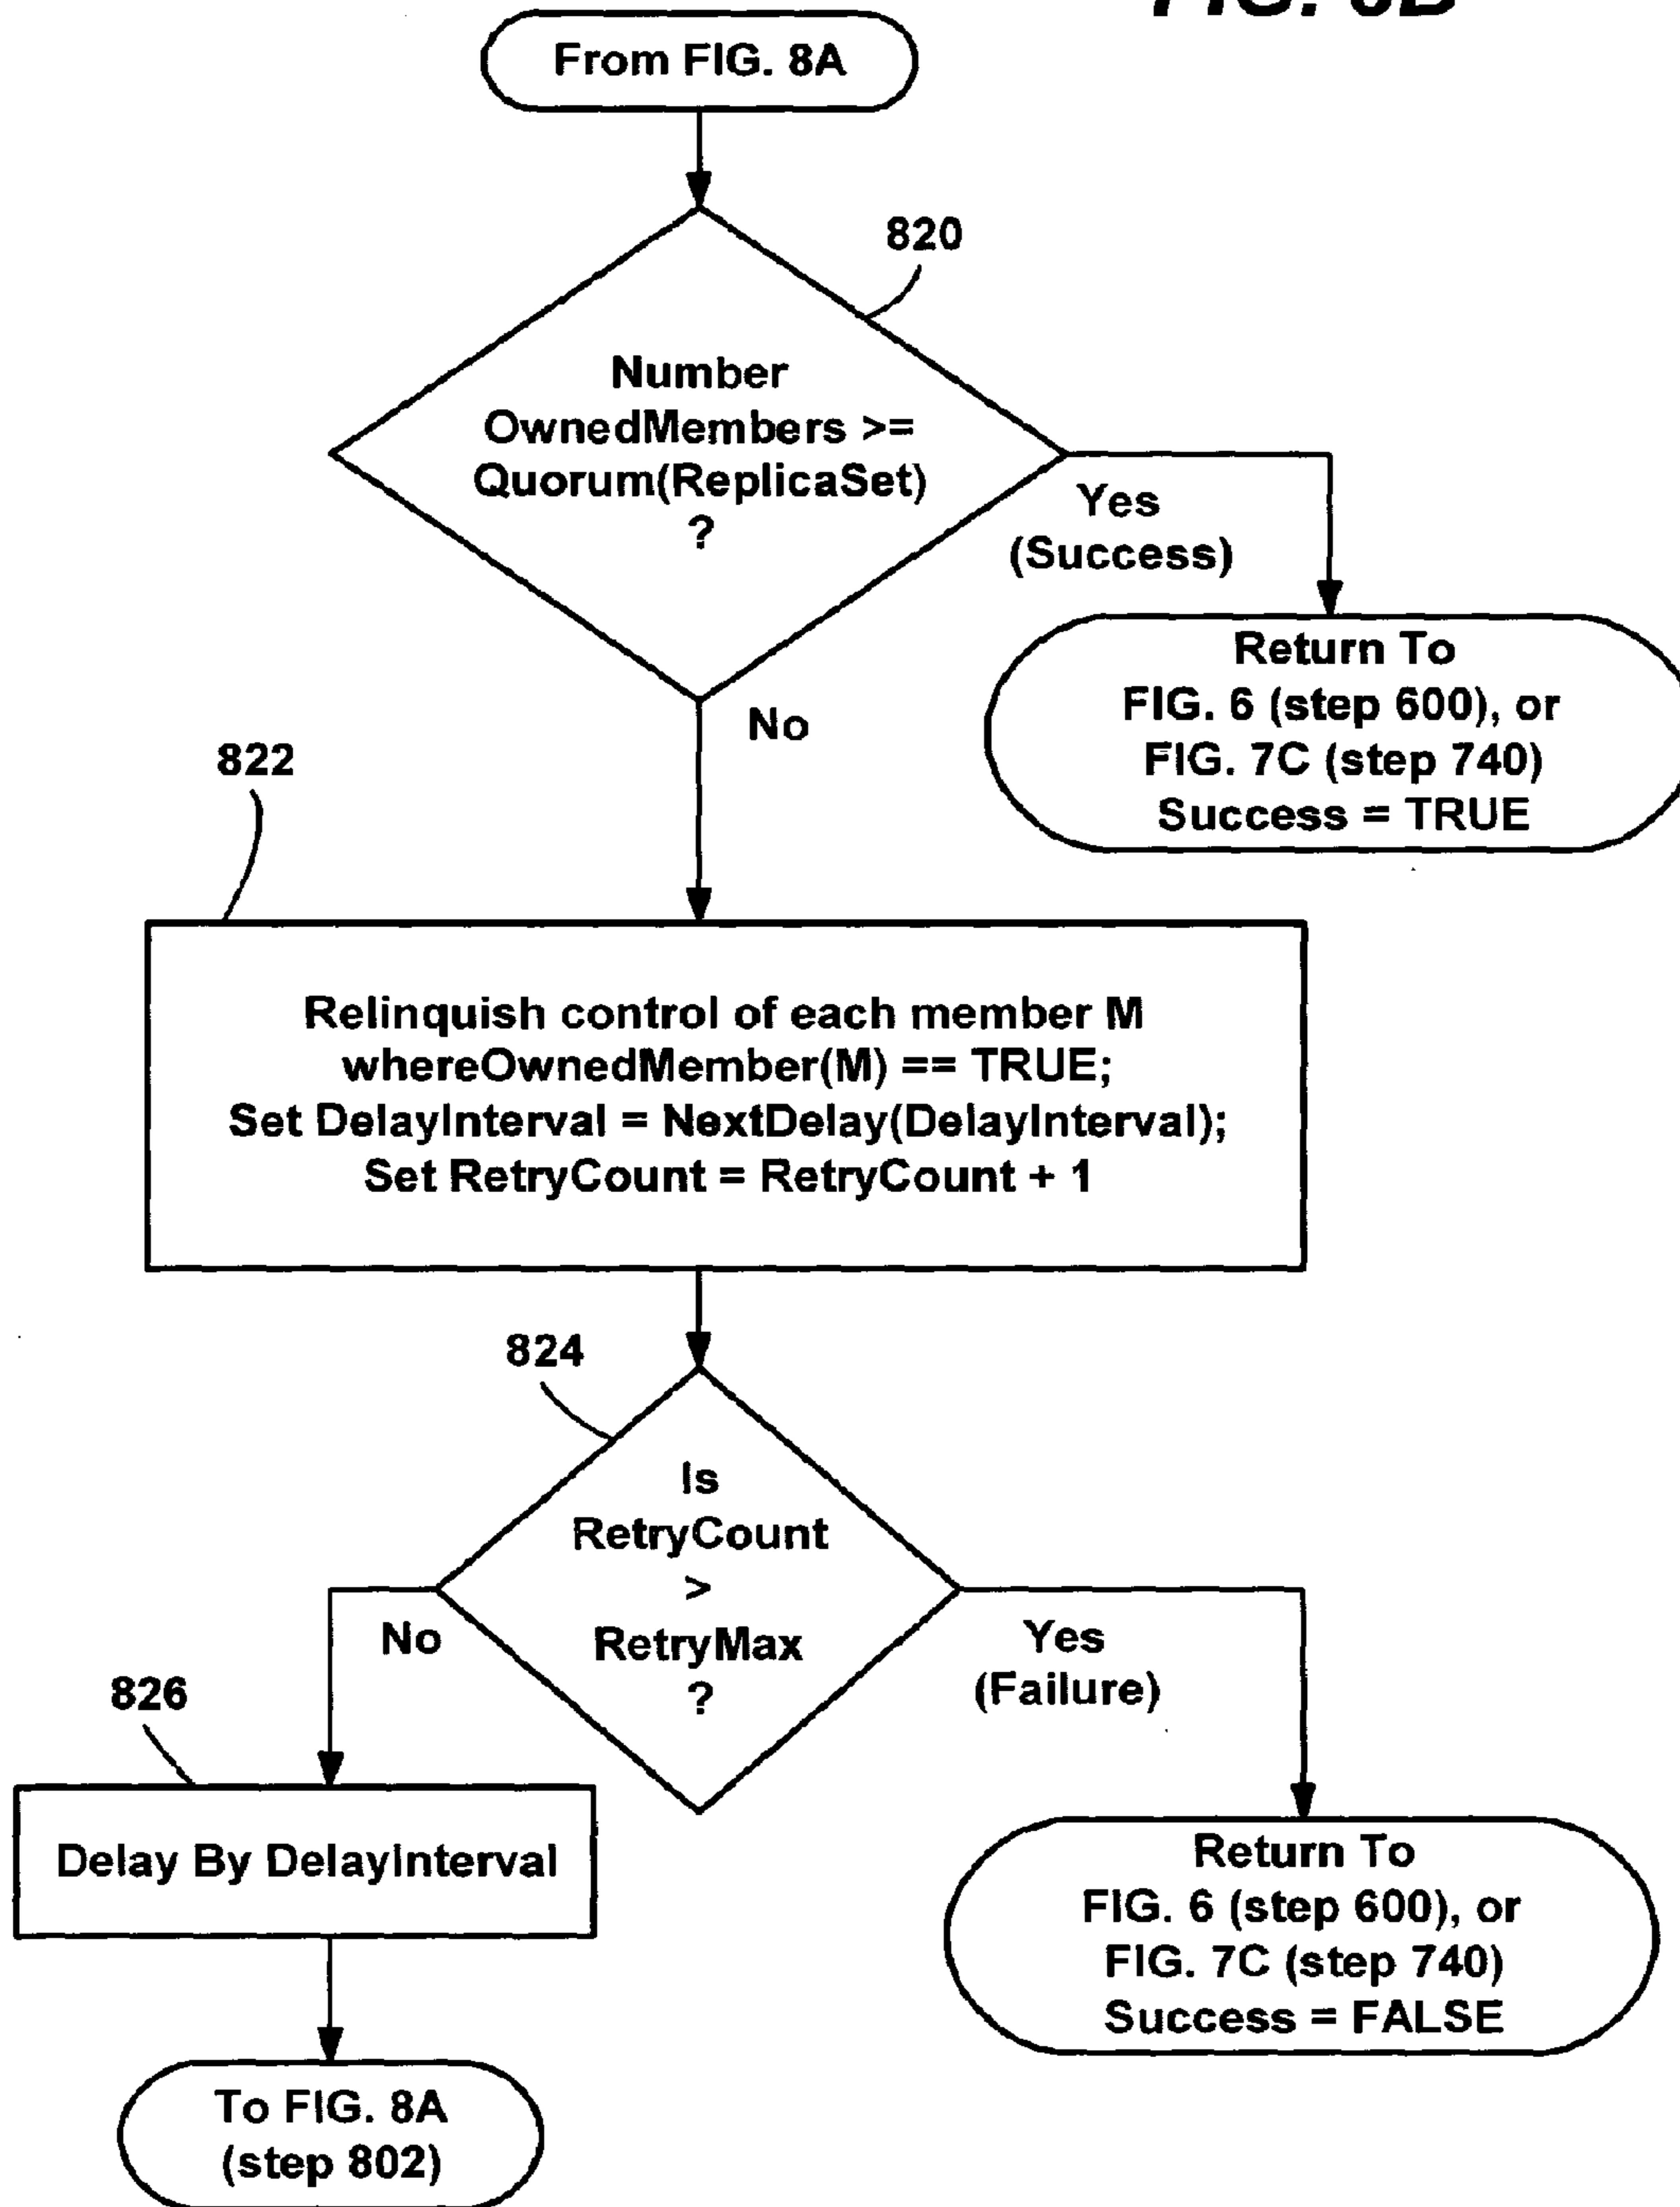 FIG. 8B
From FIG. 8A
820
Number
OwnedMembers >=
Quorum(ReplicaSet)
?
Yes
(Success)
Return To
FIG. 6 (step 600), or
FIG. 7C (step 740)
Success = TRUE
No
822
Relinquish control of each member M
whereOwnedMember(M) == TRUE;
Set DelayInterval = NextDelay(DelayInterval);
Set RetryCount = RetryCount + 1
824
Is
RetryCount
>
RetryMax
?
No
Yes
(Failure)
826
Delay By DelayInterval
Return To
FIG. 6 (step 600), or
FIG. 7C (step 740)
Success = FALSE
To FIG. 8A
(step 802)